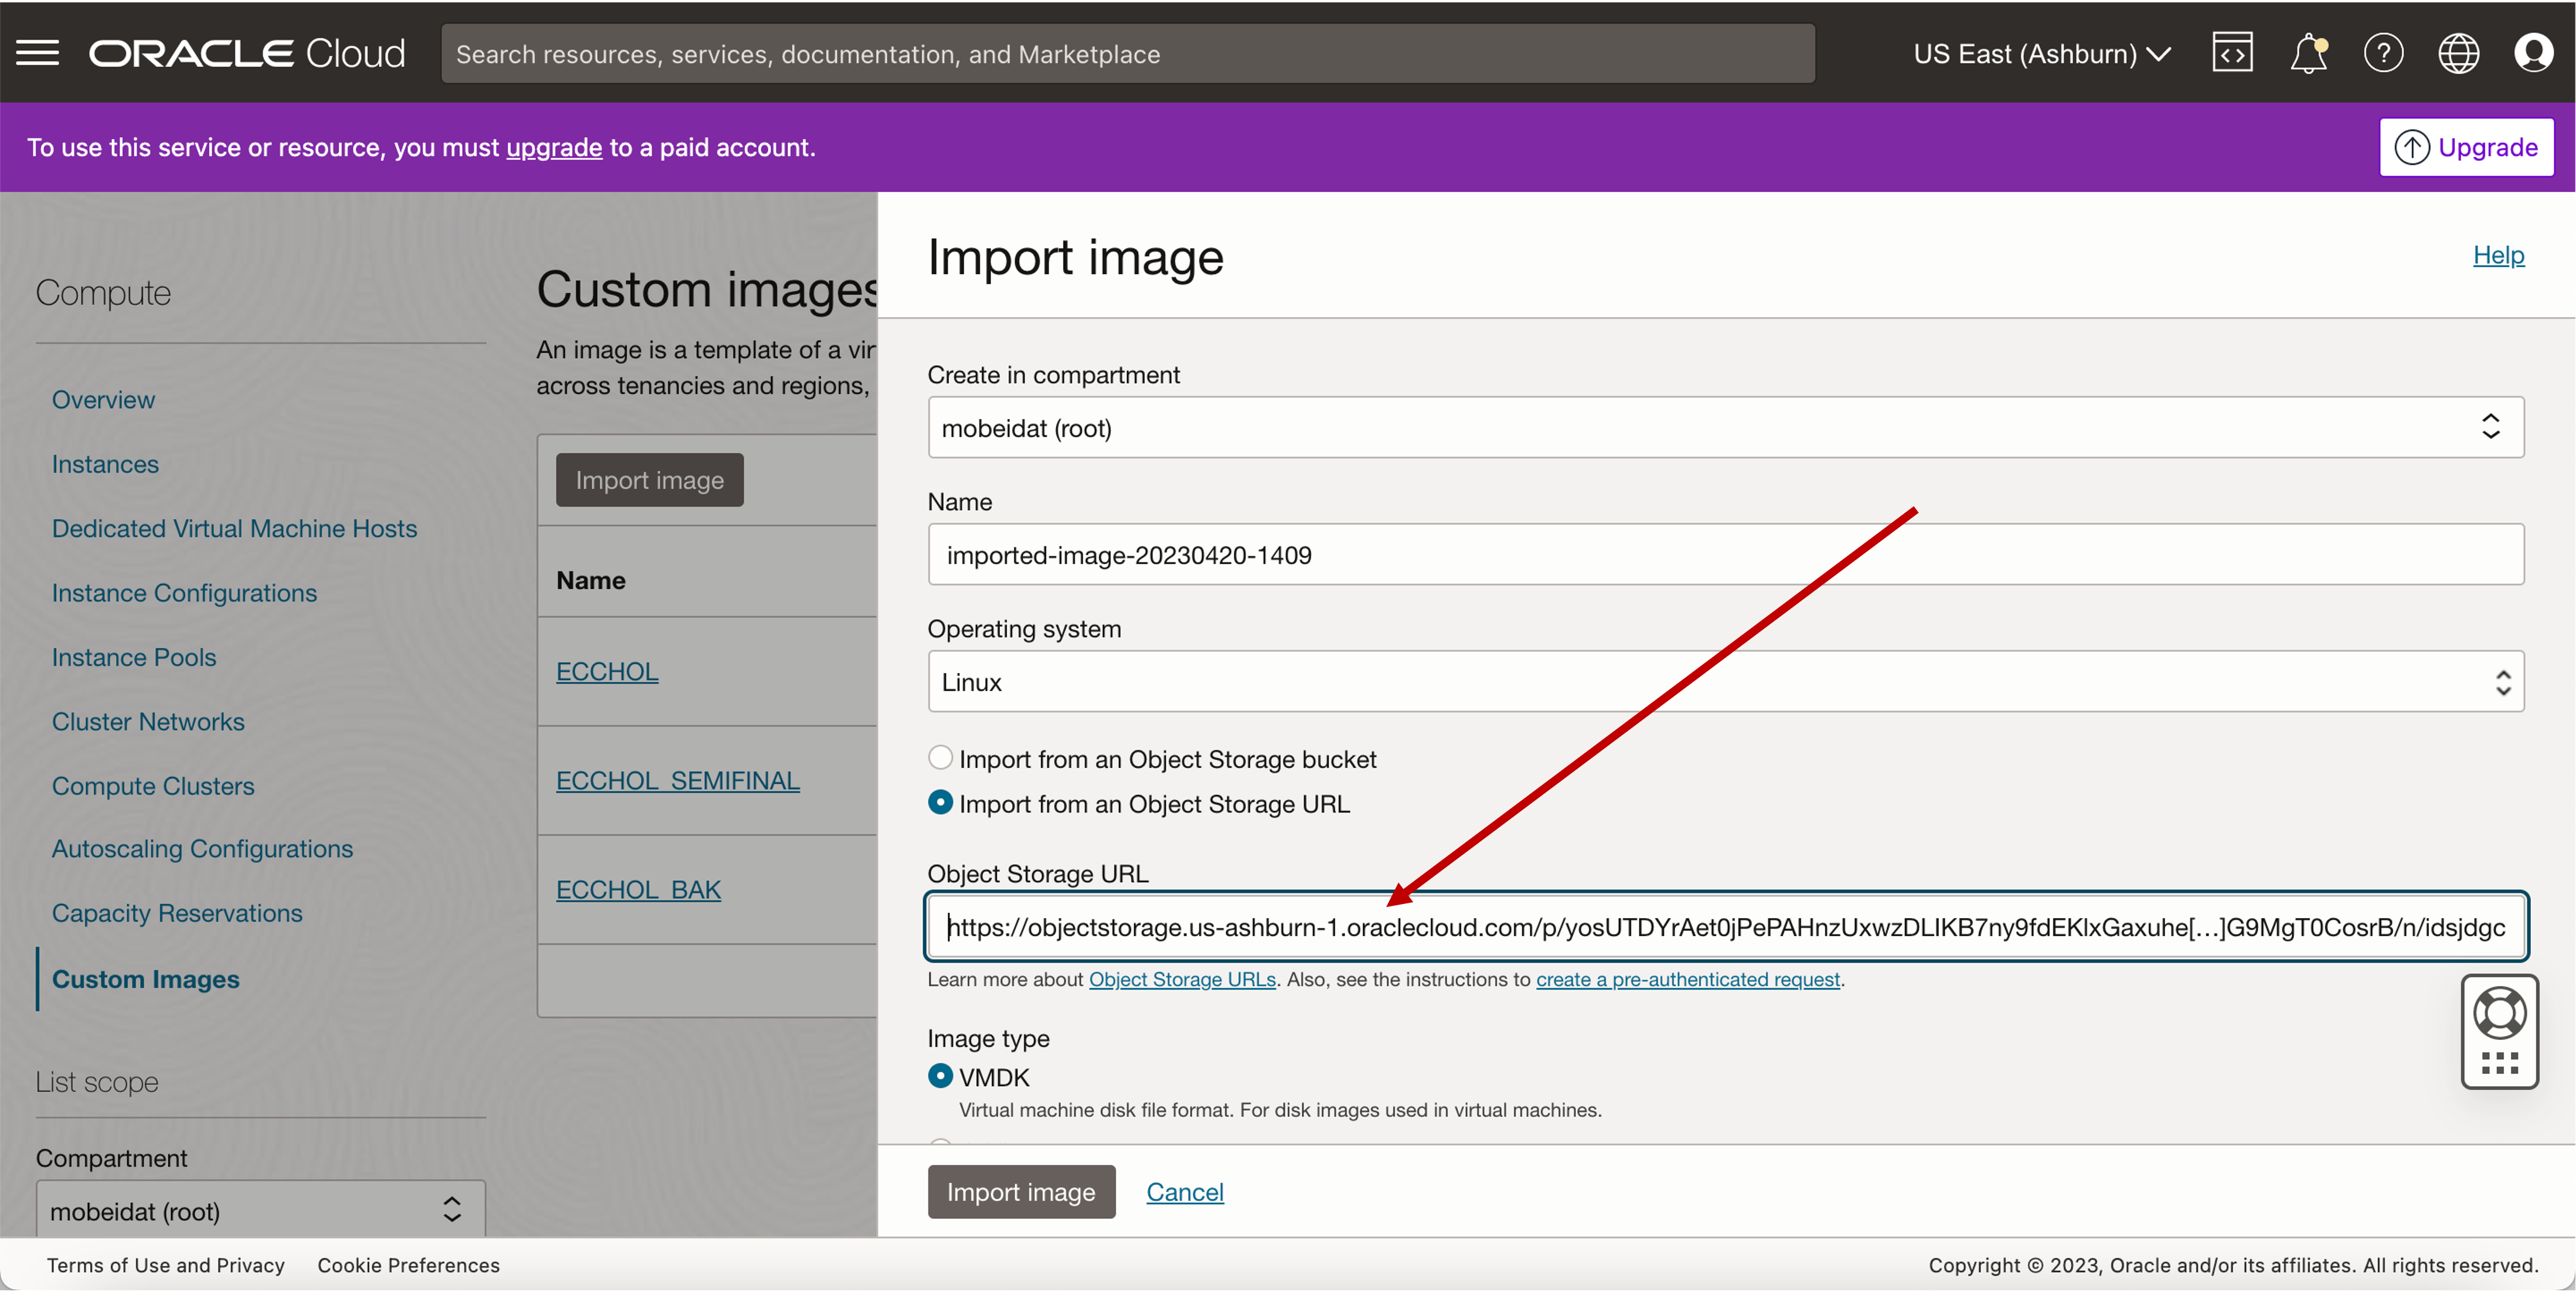 ORACLE Cloud
Search resources, services, documentation, and Marketplace
US East (Ashburn)
To use this service or resource, you must upgrade to a paid account.
Upgrade
Compute
Overview
Instances
Dedicated Virtual Machine Hosts
Instance Configurations
Instance Pools
Cluster Networks
Compute Clusters
Autoscaling Configurations
Capacity Reservations
Custom Images
List scope
Compartment
mobeidat (root)
Custom images
An image is a template of a vir
across tenancies and regions,
Import image
Name
ECCHOL
ECCHOL_SEMIFINAL
ECCHOL_BAK
Import image
Help
Create in compartment
mobeidat (root)
Name
imported-image-20230420-1409
Operating system
Linux
Import from an Object Storage bucket
Import from an Object Storage URL
Object Storage URL
https://objectstorage.us-ashburn-1.oraclecloud.com/p/yosUTDYrAet0jPePAHnzUxwzDLIKB7ny9fdEKlxGaxuhe[...]G9MgT0CosrB/n/idsjdgc
Learn more about Object Storage URLs. Also, see the instructions to create a pre-authenticated request.
Image type
VMDK
Virtual machine disk file format. For disk images used in virtual machines.
Import image
Cancel
Terms of Use and Privacy
Cookie Preferences
Copyright © 2023, Oracle and/or its affiliates. All rights reserved.